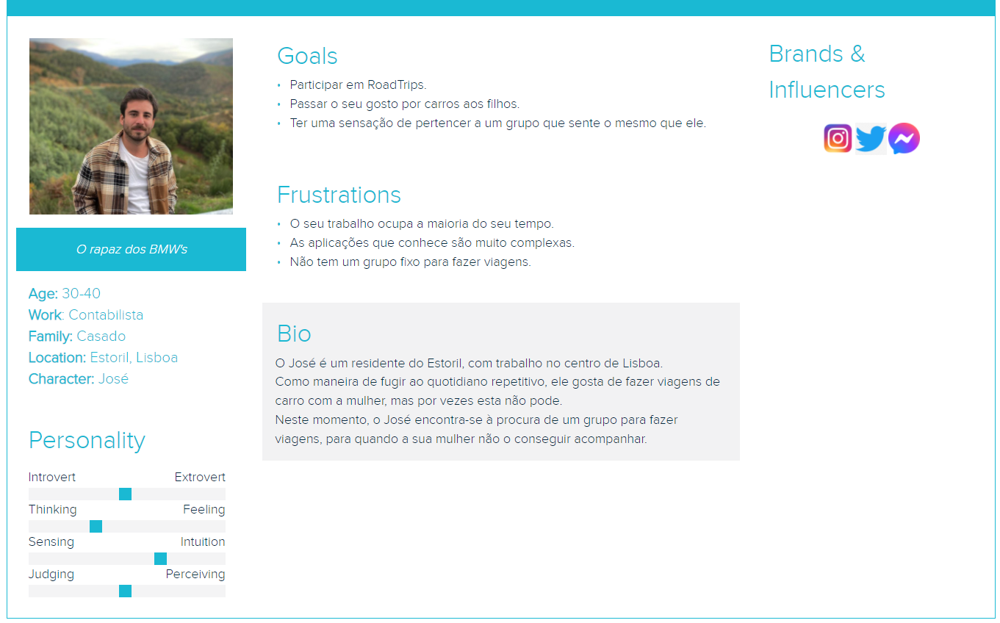 O rapaz dos BMW's
Age: 30-40
Work: Contabilista
Family: Casado
Location: Estoril, Lisboa
Character: José
Personality
Introvert Extrovert
Thinking Feeling
Sensing Intuition
Judging Perceiving
Goals
Participar em RoadTrips.
Passar o seu gosto por carros aos filhos.
Ter uma sensação de pertencer a um grupo que sente o mesmo que ele.
Frustrations
O seu trabalho ocupa a maioria do seu tempo.
As aplicações que conhece são muito complexas.
Não tem um grupo fixo para fazer viagens.
Bio
O José é um residente do Estoril, com trabalho no centro de Lisboa.
Como maneira de fugir ao quotidiano repetitivo, ele gosta de fazer viagens de
carro com a mulher, mas por vezes esta não pode.
Neste momento, o José encontra-se à procura de um grupo para fazer
viagens, para quando a sua mulher não o conseguir acompanhar.
Brands &
Influencers